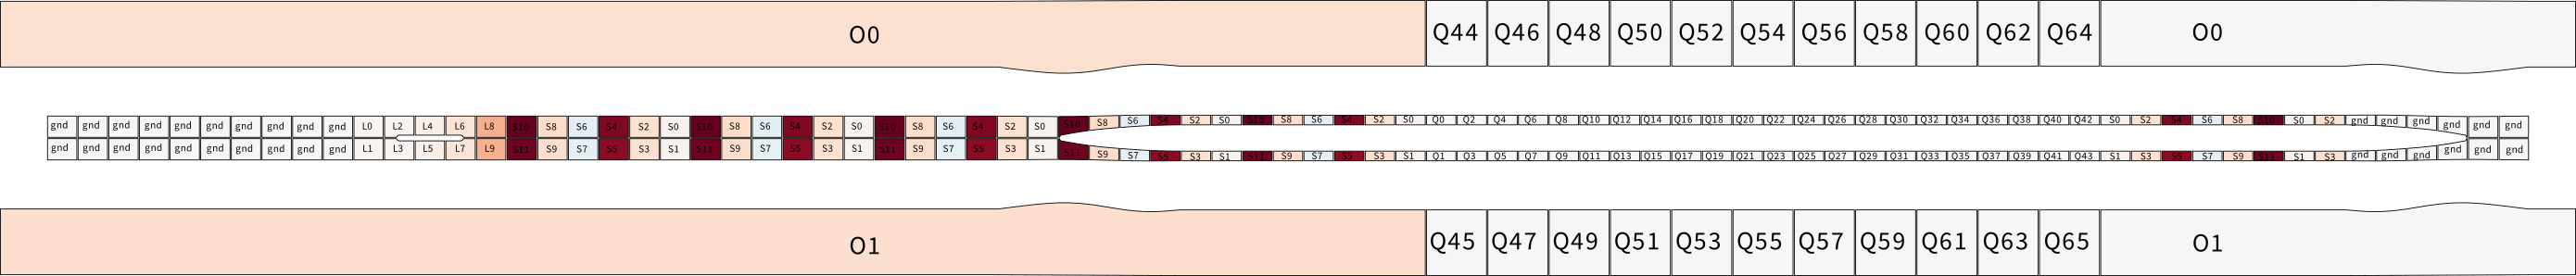 O0 Q44 Q46 Q48 Q50 Q52 Q54 Q56 Q58 Q60 Q62 Q64 O0
gnd gnd gnd gnd gnd gnd gnd gnd gnd gnd L0 L2 L4 L6 L8 S10 S8 S6 S4 S2 S0 S10 S8 S6 S4 S2 S0 S10 S8 S6 S4 S2 S0 S10 S8 S6 S4 S2 S0 S10 S8 S6 S4 S2 S0 Q0 Q2 Q4 Q6 Q8 Q10 Q12 Q14 Q16 Q18 Q20 Q22 Q24 Q26 Q28 Q30 Q32 Q34 Q36 Q38 Q40 Q42 S0 S2 S4 S6 S8 S10 S0 S2 gnd gnd gnd gnd gnd gnd
gnd gnd gnd gnd gnd gnd gnd gnd gnd gnd L1 L3 L5 L7 L9 S11 S9 S7 S5 S3 S1 S11 S9 S7 S5 S3 S1 S11 S9 S7 S5 S3 S1 S11 S9 S7 S5 S3 S1 S11 S9 S7 S5 S3 S1 Q1 Q3 Q5 Q7 Q9 Q11 Q13 Q15 Q17 Q19 Q21 Q23 Q25 Q27 Q29 Q31 Q33 Q35 Q37 Q39 Q41 Q43 S1 S3 S5 S7 S9 S11 S1 S3 gnd gnd gnd gnd gnd gnd
O1 Q45 Q47 Q49 Q51 Q53 Q55 Q57 Q59 Q61 Q63 Q65 O1